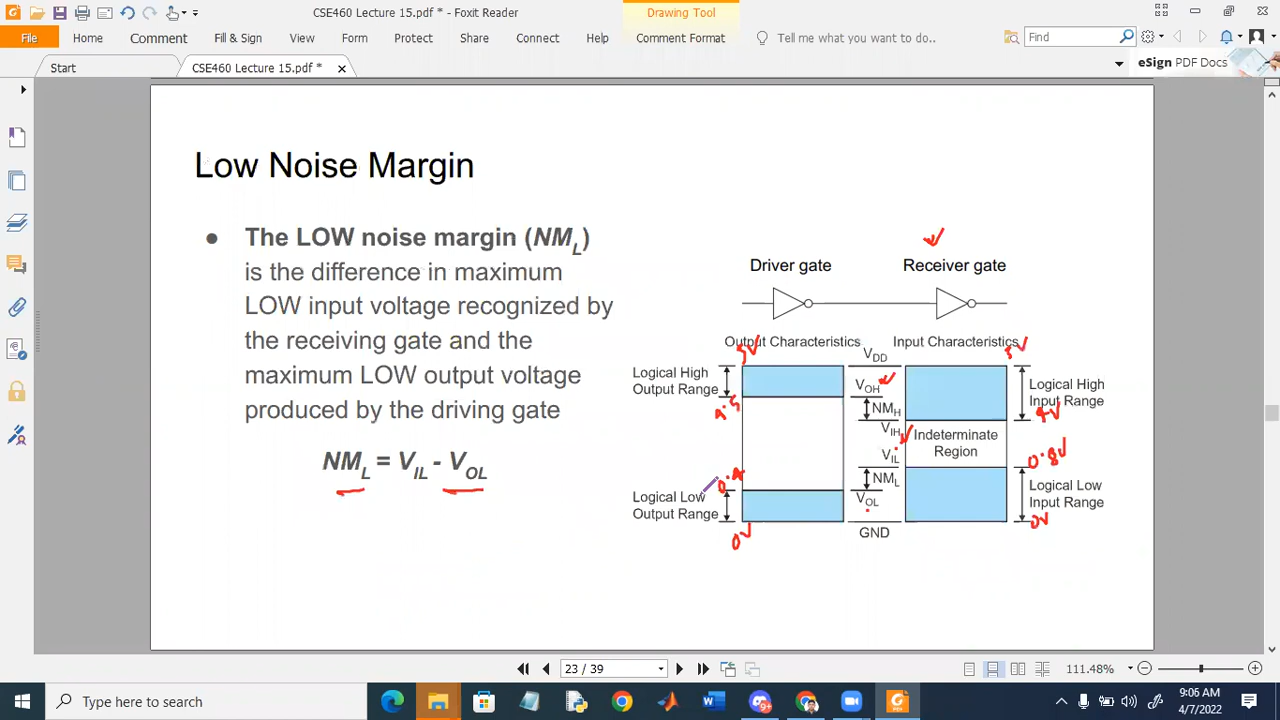 CSE460 Lecture 15.pdf * - Foxit Reader
Drawing Tool
File Home Comment Fill & Sign View Form Protect Share Connect Help Comment Format Tell me what you want to do.. Find
Start CSE460 Lecture 15.pdf * eSign PDF Docs
Low Noise Margin
● The LOW noise margin (NML)
is the difference in maximum
LOW input voltage recognized by
the receiving gate and the
maximum LOW output voltage
produced by the driving gate
NML = VIL - VOL
Driver gate Receiver gate
Output Characteristics Input Characteristics
5V 5V
VDD
Logical High
Output Range
VOH
NMH
VIH
Logical High
Input Range
4V
Indeterminate
Region
VIL
0.8V
NML
VOL
Logical Low
Output Range
Logical Low
Input Range
0V 0V
GND
23 / 39 111.48%
Type here to search
9:06 AM
4/7/2022